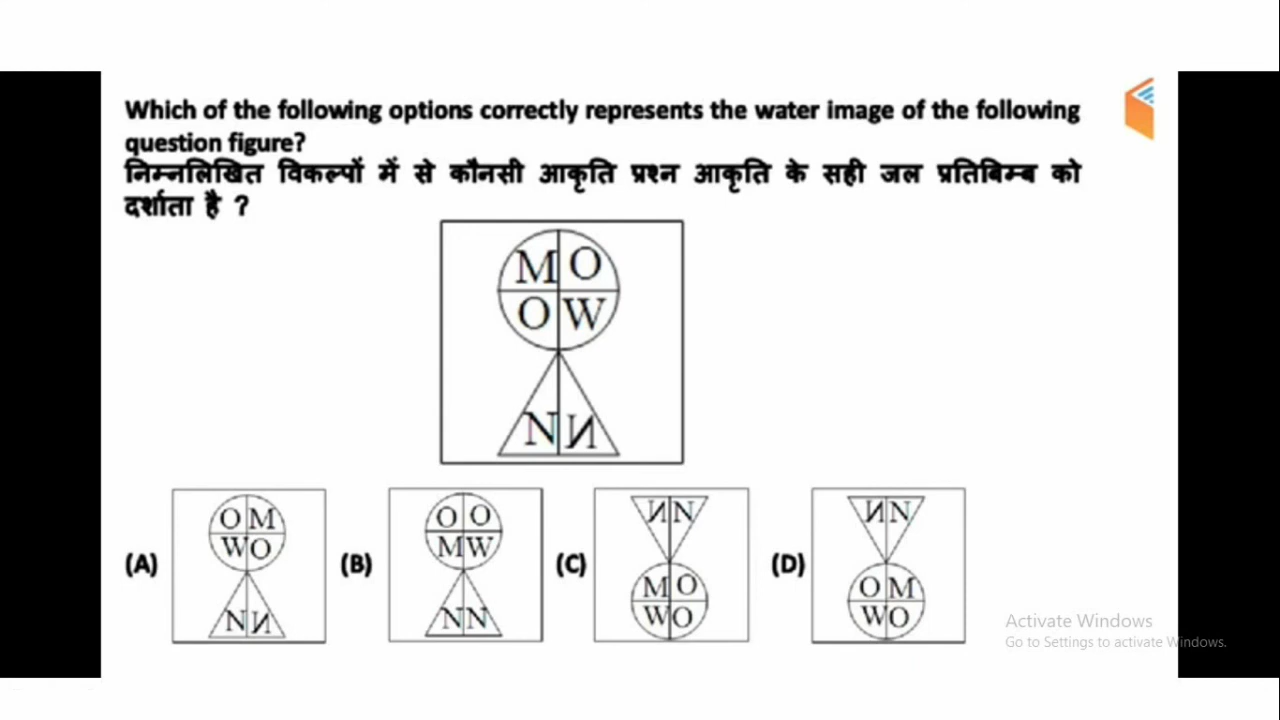 Which of the following options correctly represents the water image of the following
question figure?
निम्नलिखित विकल्पों में से कौनसी आकृति प्रश्न आकृति के सही जल प्रतिबिम्ब को
दर्शाता है ?
M O
O W
N И
(A)
O M
W O
N И
(B)
O O
M W
N N
(C)
И N
M O
W O
(D)
И N
O M
W O
Activate Windows
Go to Settings to activate Windows.